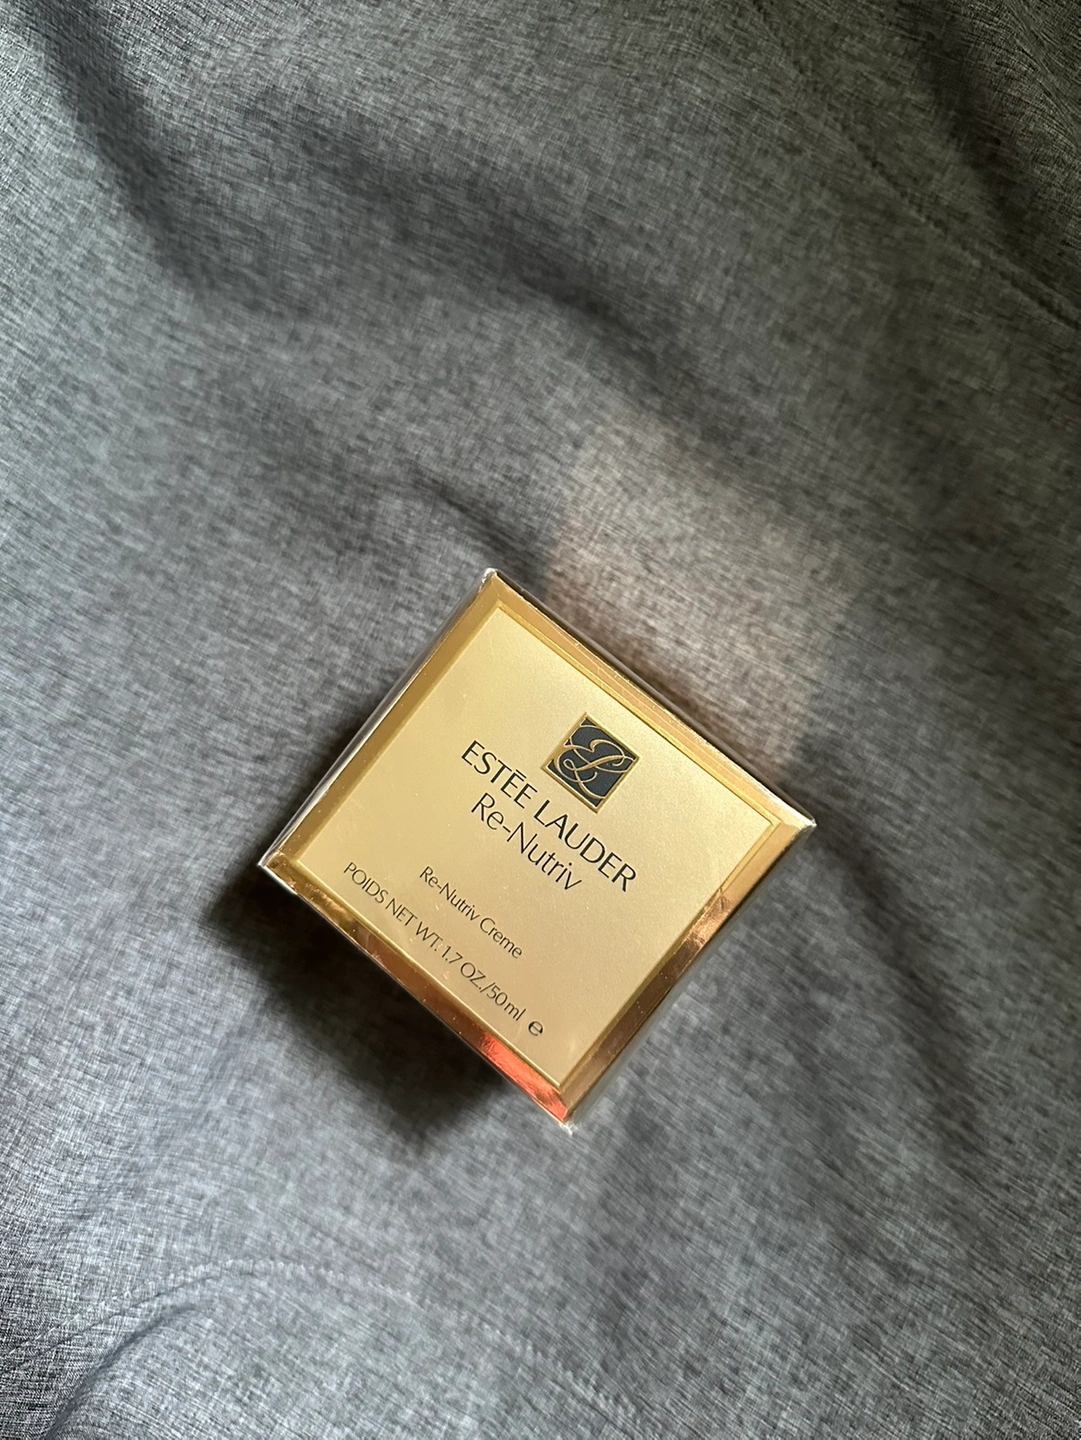 ESTĒE LAUDER
Re-Nutriv
Re-Nutriv Creme
POIDS NET WT. 1.7 OZ./50ml ℮